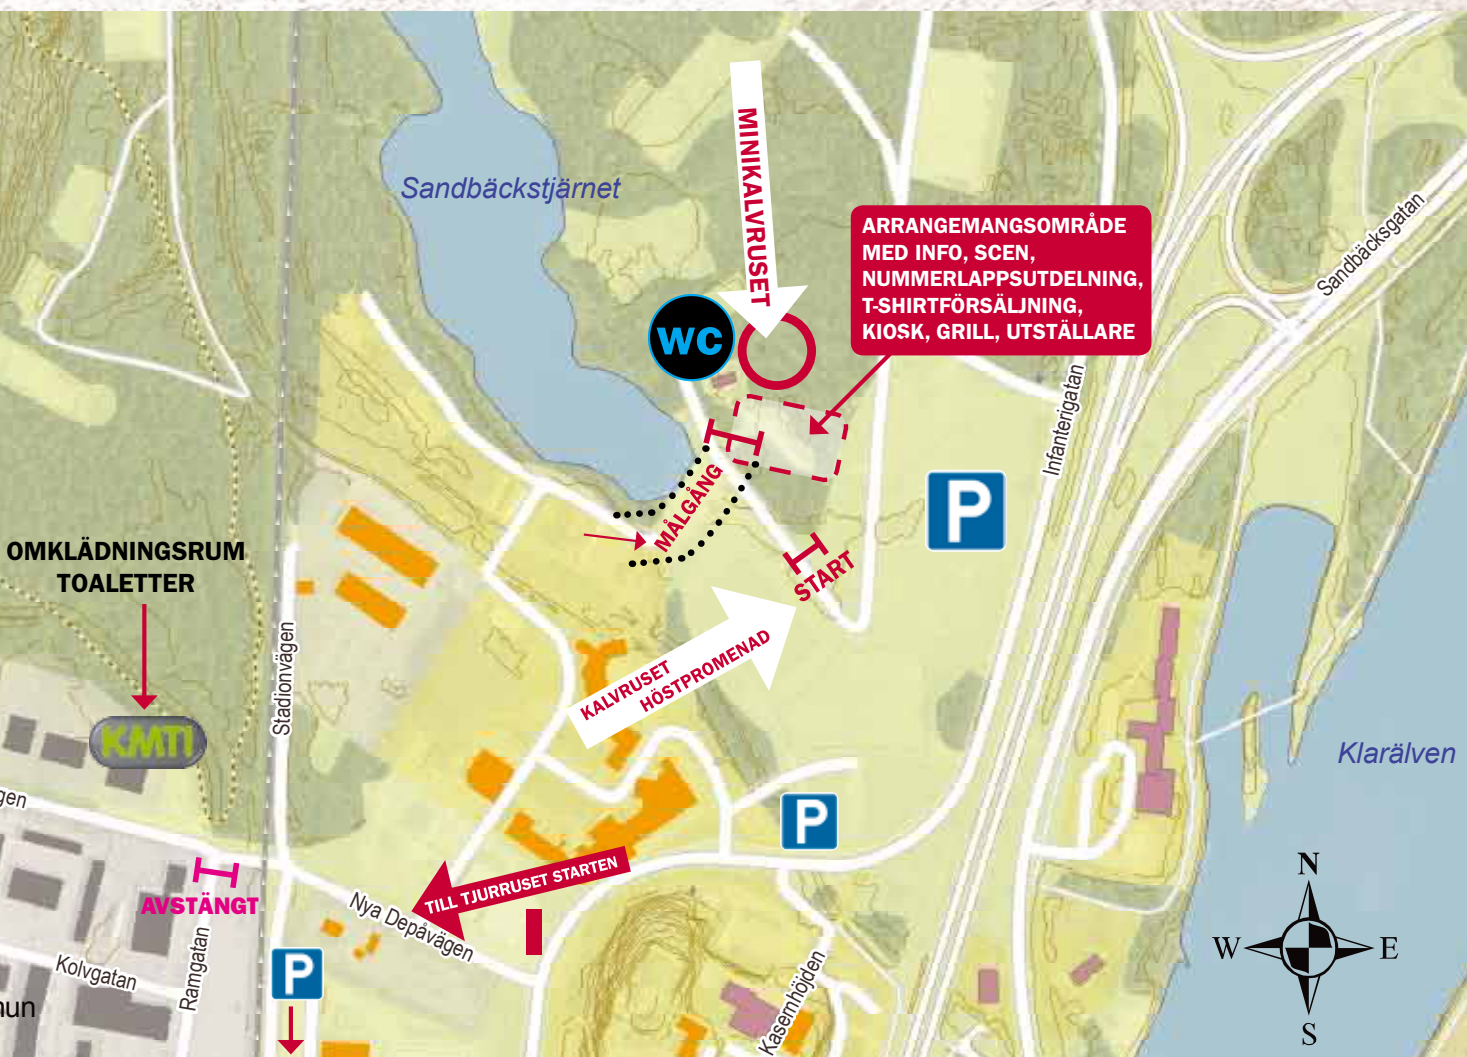 Sandbäckstjärnet
MINIKALVRUSET
WC
ARRANGEMANGSOMRÅDE
MED INFO, SCEN,
NUMMERLAPPSUTDELNING,
T-SHIRTFÖRSÄLJNING,
KIOSK, GRILL, UTSTÄLLARE
Sandbäcksgatan
Infanterigatan
P
MÅLGÅNG
START
OMKLÄDNINGSRUM
TOALETTER
KMTI
Stadionvägen
KALVRUSET
HÖSTPROMENAD
Klarälven
gen
P
TILL TJURRUSET STARTEN
AVSTÄNGT
Nya Depåvägen
Kolvgatan
Ramgatan
P
Kasernhöjden
N
W
E
S